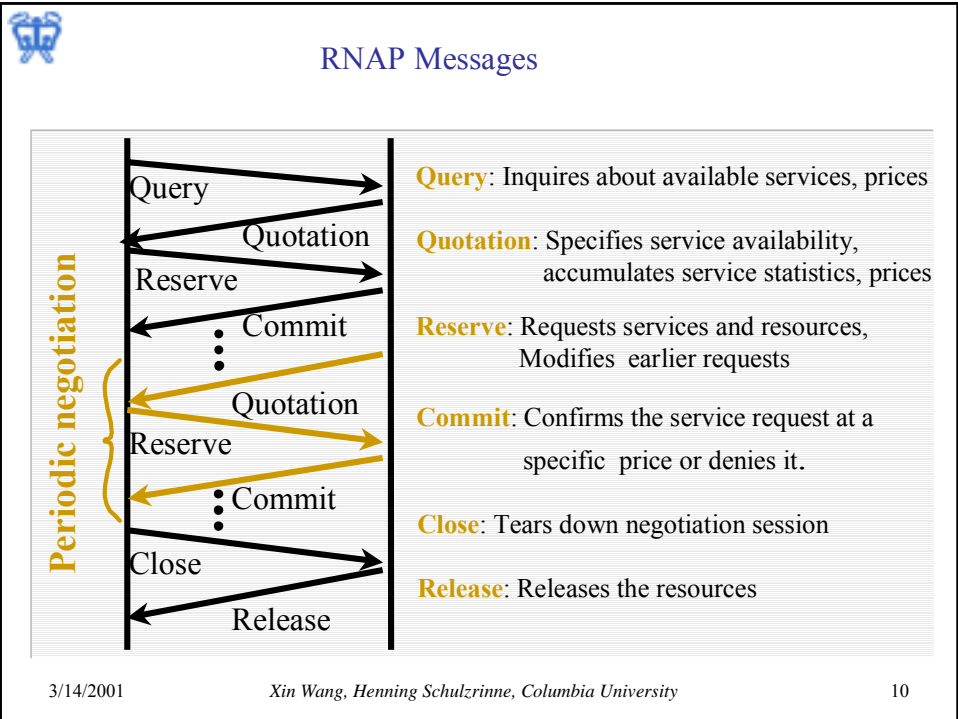 RNAP Messages
Periodic negotiation
Query
Quotation
Reserve
Commit
Quotation
Reserve
Commit
Close
Release
Query: Inquires about available services, prices
Quotation: Specifies service availability,
accumulates service statistics, prices
Reserve: Requests services and resources,
Modifies earlier requests
Commit: Confirms the service request at a
specific price or denies it.
Close: Tears down negotiation session
Release: Releases the resources
3/14/2001
Xin Wang, Henning Schulzrinne, Columbia University
10